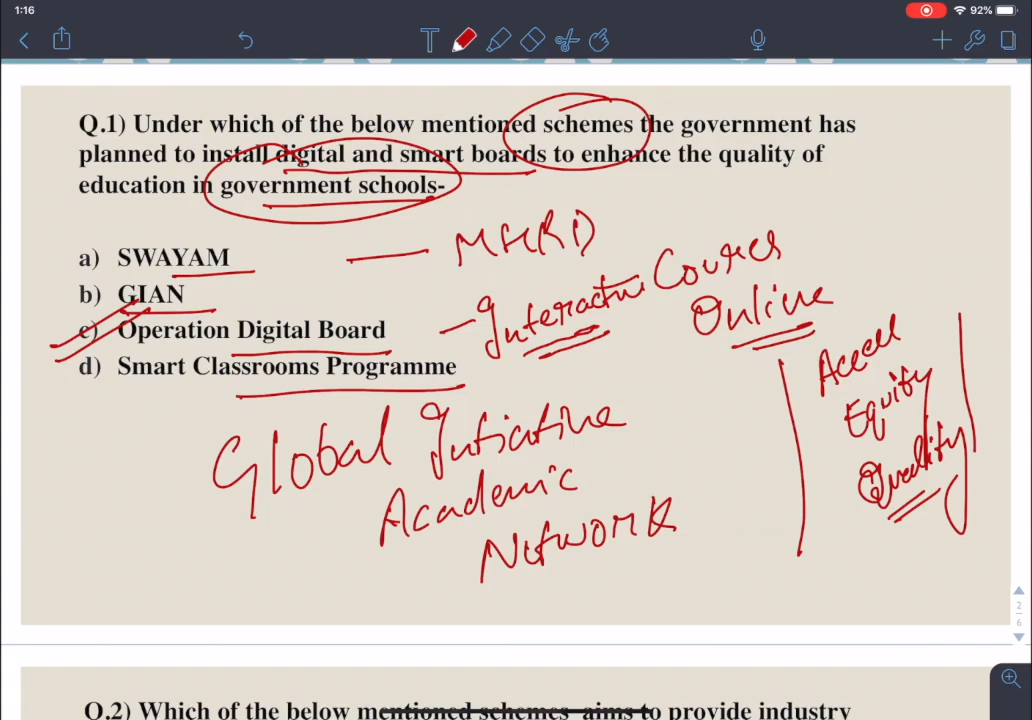 1:16
92%
Q.1) Under which of the below mentioned schemes the government has
planned to install digital and smart boards to enhance the quality of
education in government schools-
a) SWAYAM
MHRD
b) GIAN
Interactive Courses
Online
c) Operation Digital Board
d) Smart Classrooms Programme
Access
Equity
Quality
Global Initiative
Academic
Network
2
6
Q.2) Which of the below mentioned schemes aims to provide industry